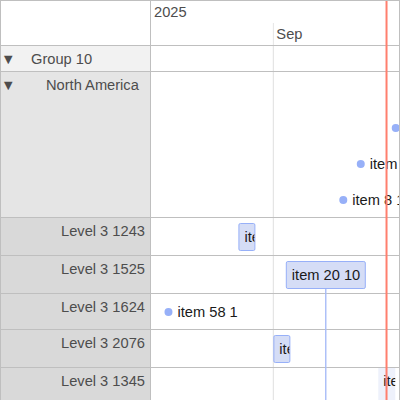 2025
Sep
▼ Group 10
▼ North America
item
item 8 1
Level 3 1243
ite
Level 3 1525
item 20 10
Level 3 1624
item 58 1
Level 3 2076
ite
Level 3 1345
ite